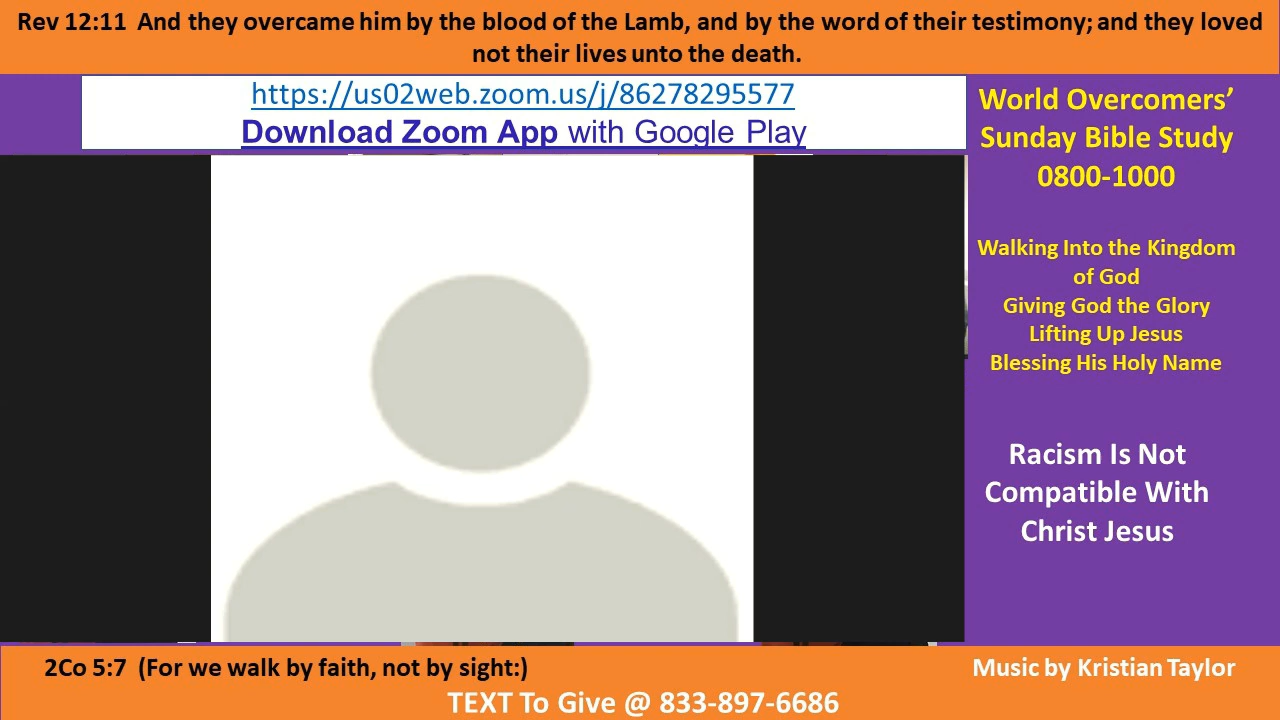 Rev 12:11  And they overcame him by the blood of the Lamb, and by the word of their testimony; and they loved
not their lives unto the death.
https://us02web.zoom.us/j/86278295577
Download Zoom App with Google Play
World Overcomers’
Sunday Bible Study
0800-1000
Walking Into the Kingdom
of God
Giving God the Glory
Lifting Up Jesus
Blessing His Holy Name
Racism Is Not
Compatible With
Christ Jesus
2Co 5:7  (For we walk by faith, not by sight:)
Music by Kristian Taylor
TEXT To Give @ 833-897-6686